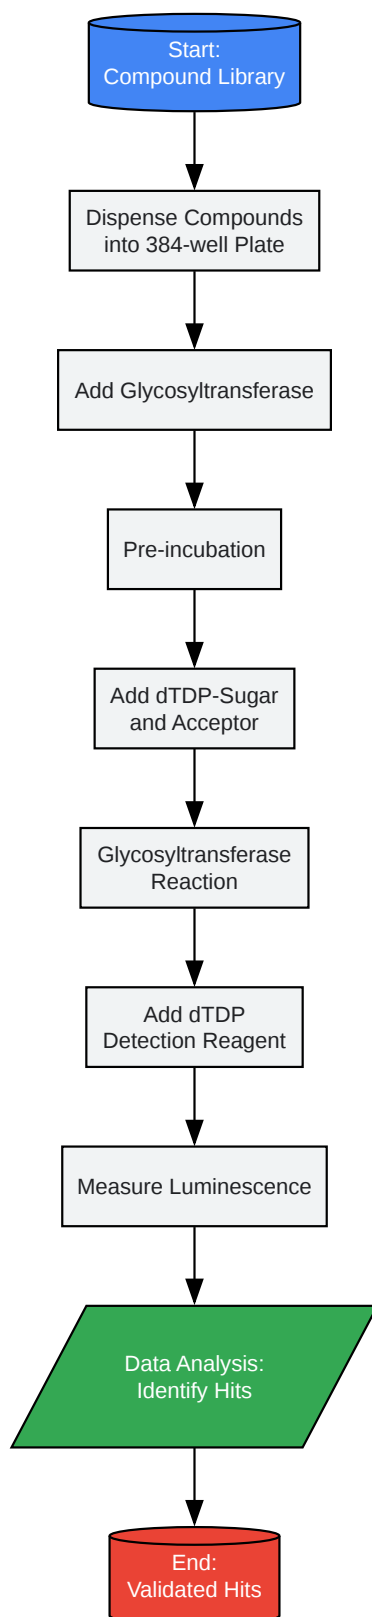 Start:
Compound Library
Dispense Compounds
into 384-well Plate
Add Glycosyltransferase
Pre-incubation
Add dTDP-Sugar
and Acceptor
Glycosyltransferase
Reaction
Add dTDP
Detection Reagent
Measure Luminescence
Data Analysis:
Identify Hits
End:
Validated Hits